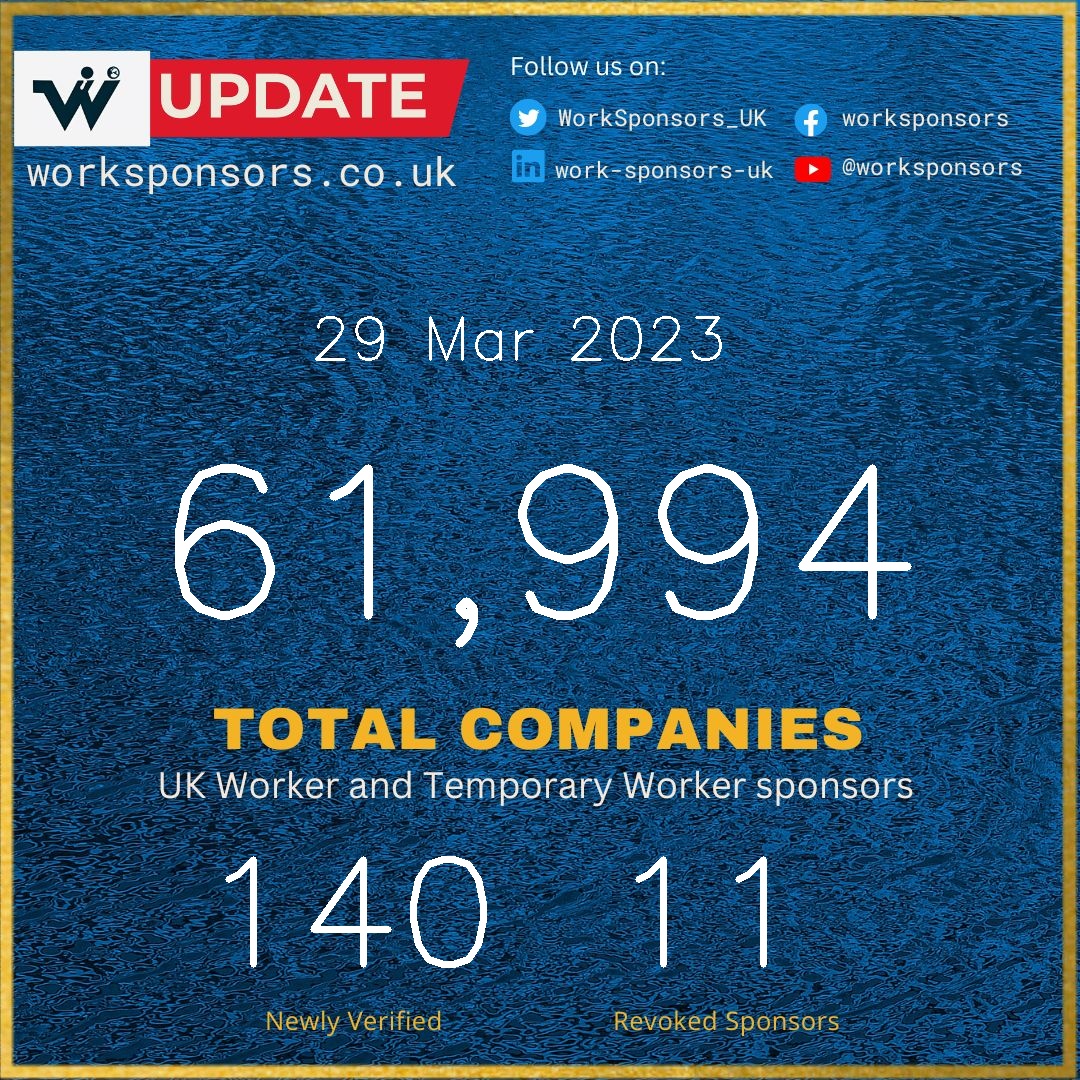 UPDATE
worksponsors.co.uk
Follow us on:
WorkSponsors_UK
worksponsors
work-sponsors-uk
@worksponsors
29 Mar 2023
61,994
TOTAL COMPANIES
UK Worker and Temporary Worker sponsors
140 11
Newly Verified Revoked Sponsors